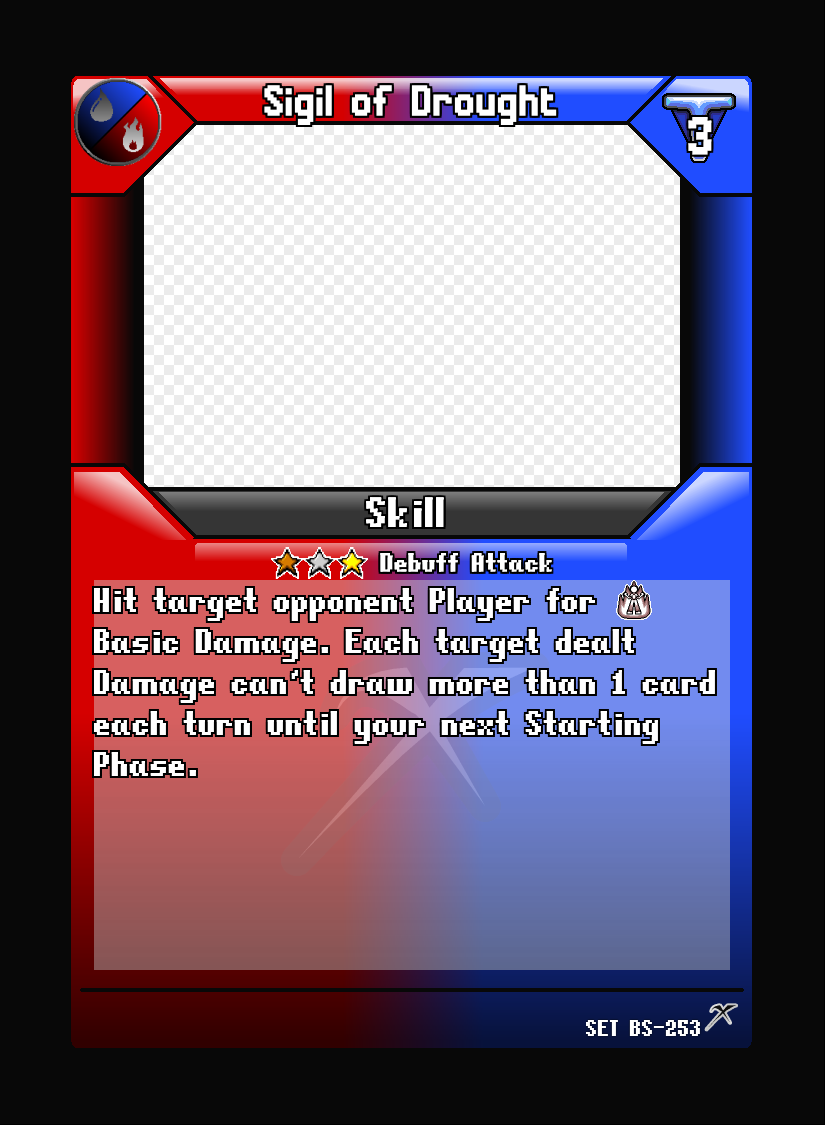 Sigil of Drought
3
Skill
Debuff Attack
Hit target opponent Player for
Basic Damage. Each target dealt
Damage can't draw more than 1 card
each turn until your next Starting
Phase.
SET BS-253